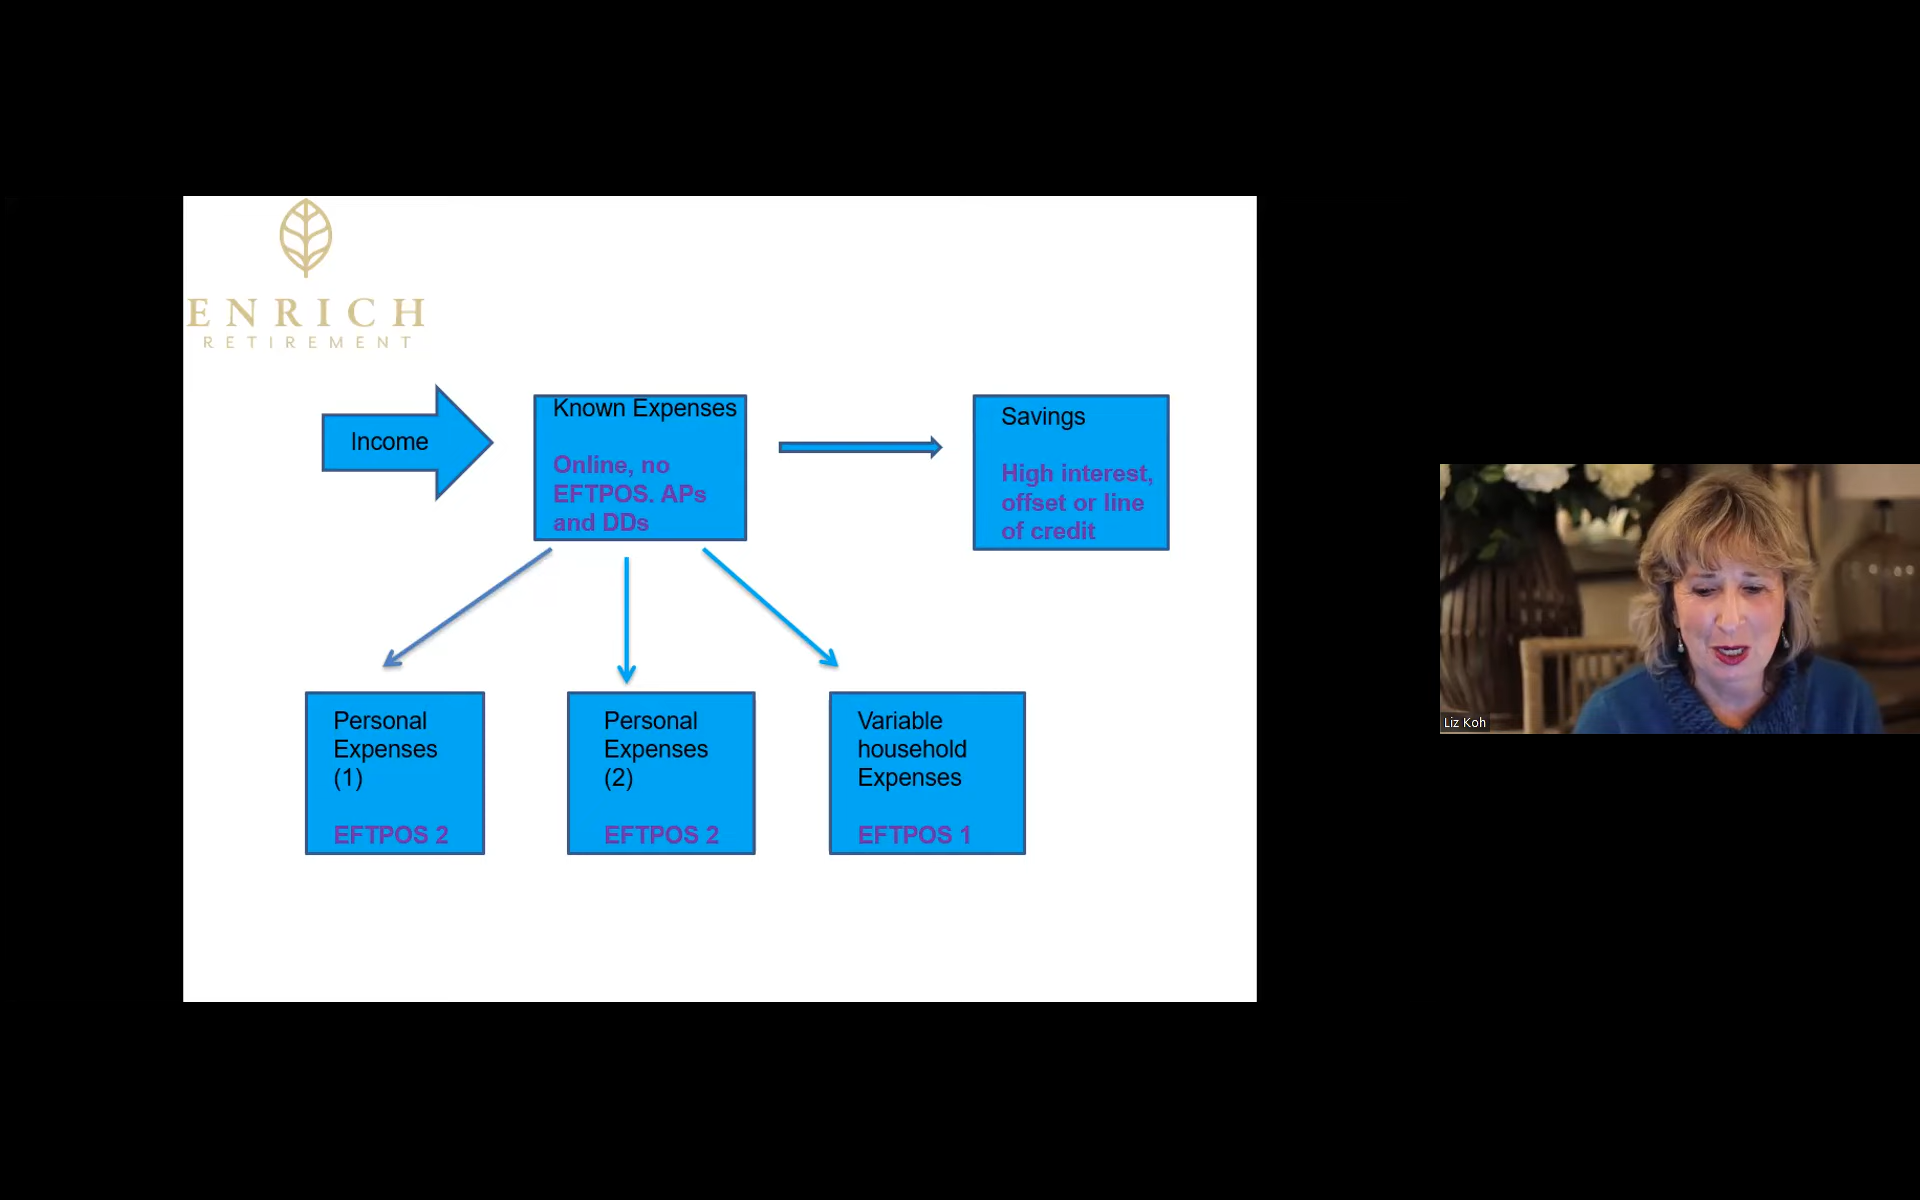 ENRICH
RETIREMENT
Income
Known Expenses
Online, no
EFTPOS. APs
and DDs
Savings
High interest,
offset or line
of credit
Personal
Expenses
(1)
EFTPOS 2
Personal
Expenses
(2)
EFTPOS 2
Variable
household
Expenses
EFTPOS 1
Liz Koh